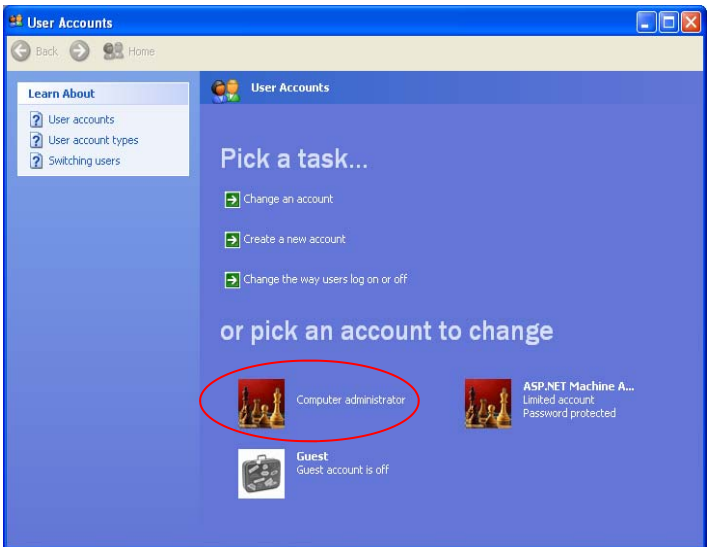 User Accounts
Back Home
Learn About
User accounts
User account types
Switching users
User Accounts
Pick a task...
Change an account
Create a new account
Change the way users log on or off
or pick an account to change
Computer administrator
ASP.NET Machine A...
Limited account
Password protected
Guest
Guest account is off